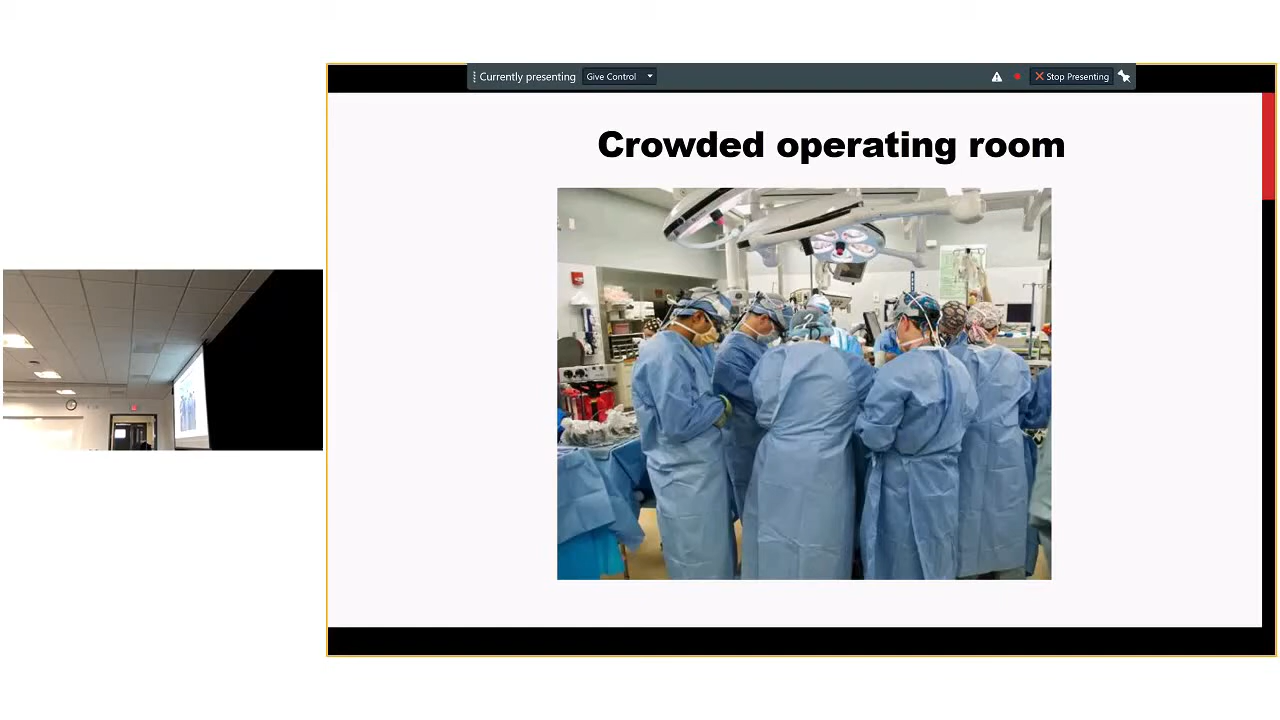 Currently presenting
Give Control
Stop Presenting
Crowded operating room